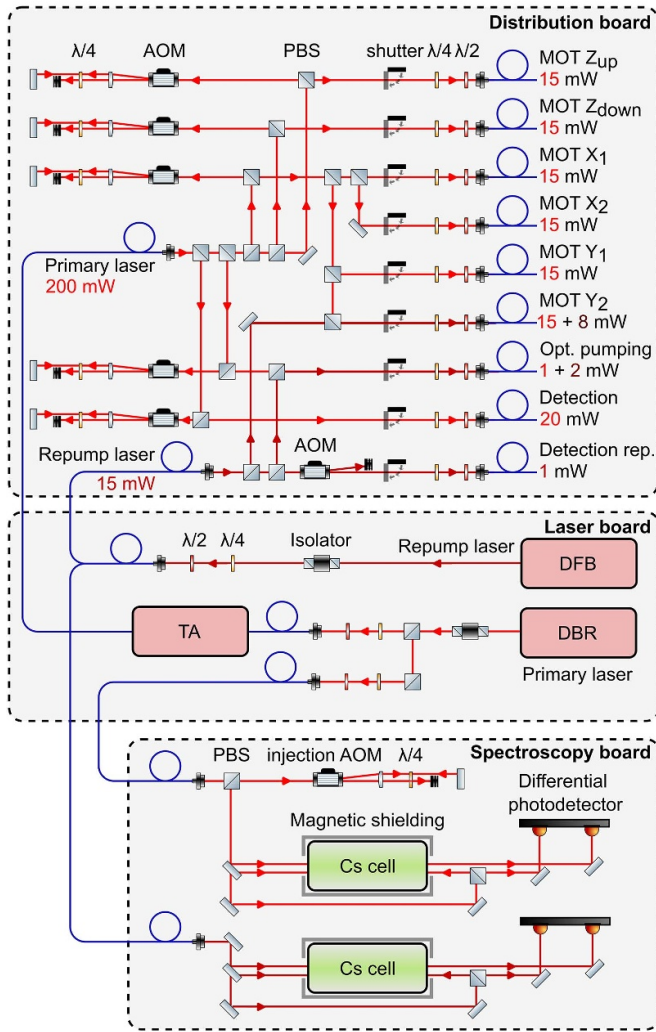 Distribution board
λ/4 AOM PBS shutter λ/4 λ/2
MOT Zup
15 mW
MOT Zdown
15 mW
MOT X1
15 mW
MOT X2
15 mW
Primary laser
200 mW
MOT Y1
15 mW
MOT Y2
15 + 8 mW
Opt. pumping
1 + 2 mW
Detection
20 mW
Repump laser
15 mW
AOM
Detection rep.
1 mW
Laser board
λ/2 λ/4 Isolator Repump laser
DFB
TA
DBR
Primary laser
Spectroscopy board
PBS injection AOM λ/4
Differential
photodetector
Magnetic shielding
Cs cell
Cs cell